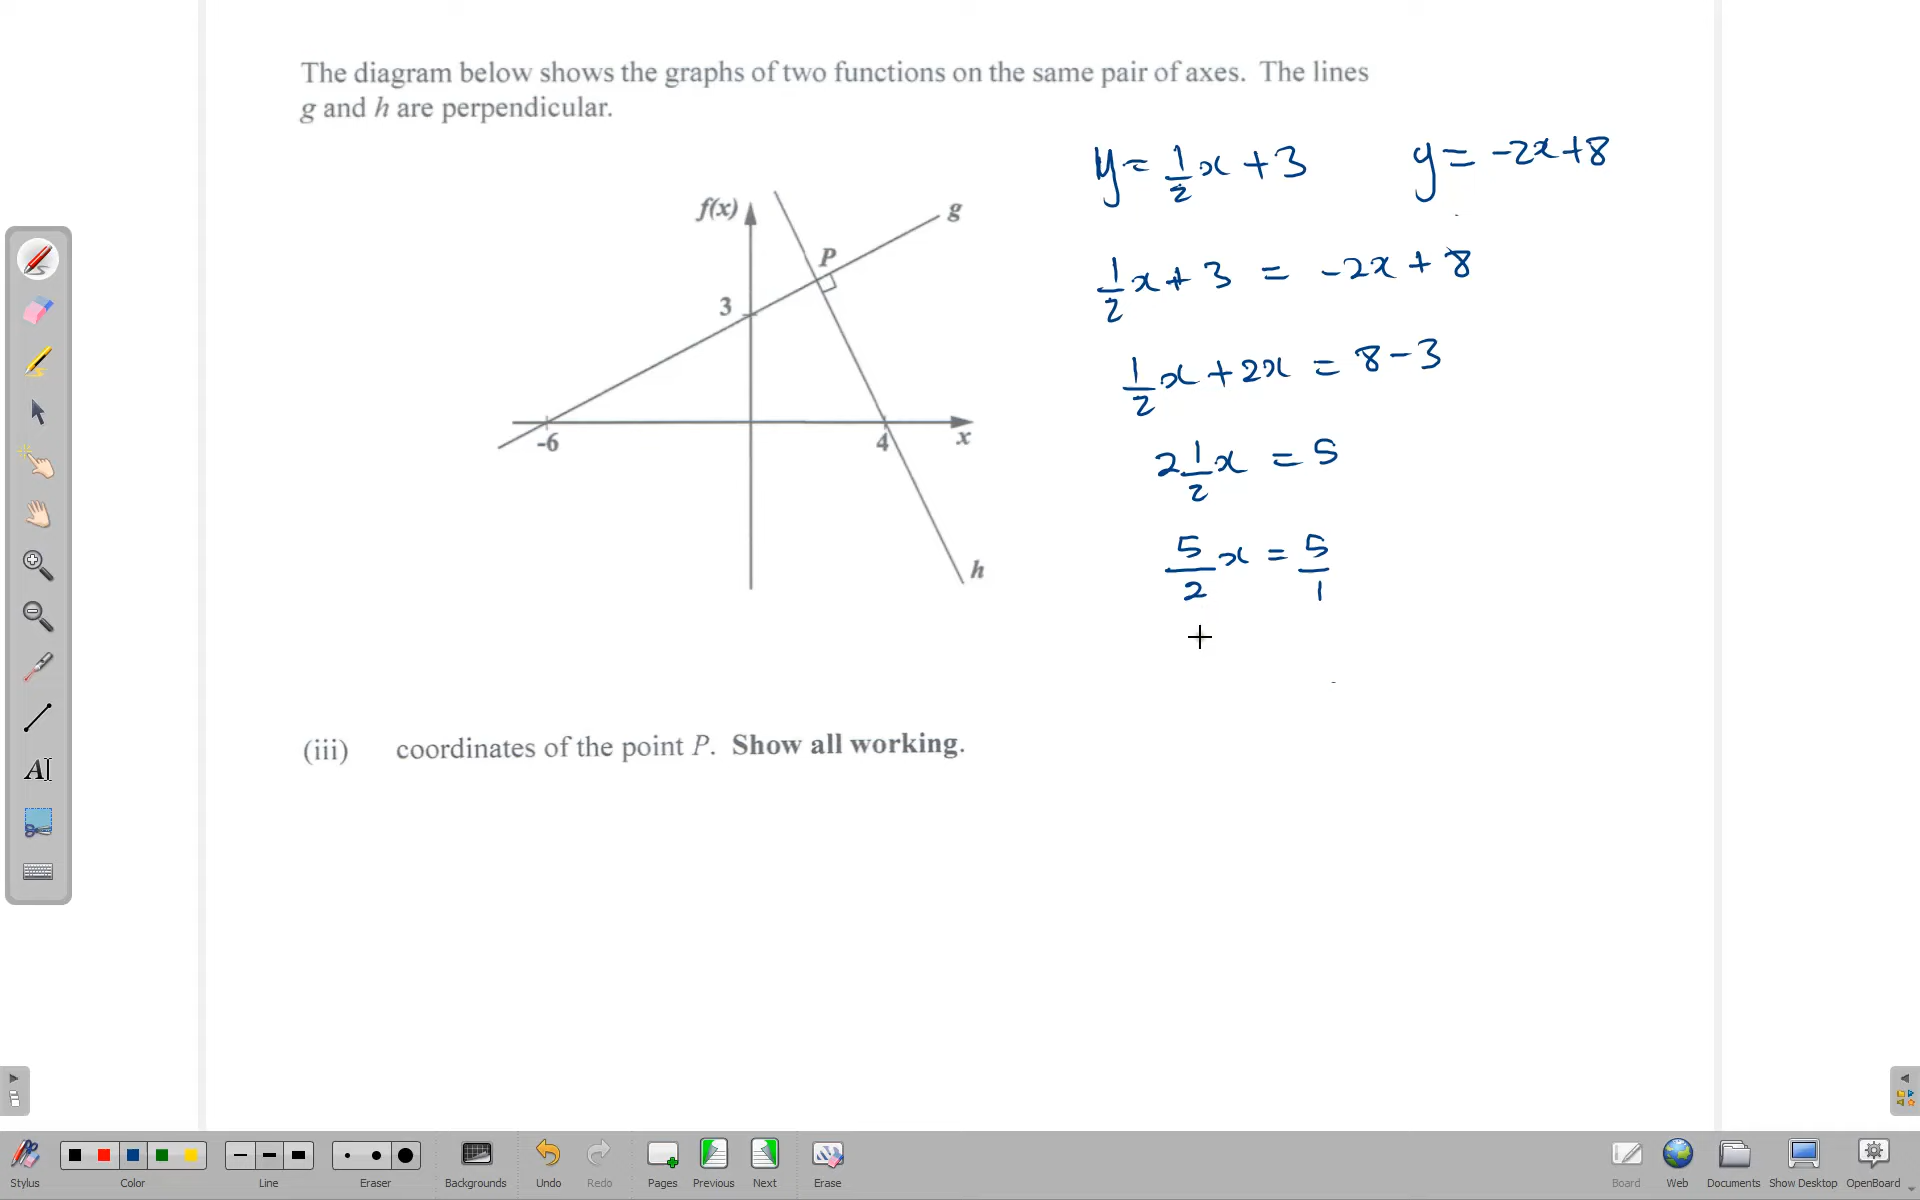 The diagram below shows the graphs of two functions on the same pair of axes. The lines
g and h are perpendicular.
y = 1/2 x + 3    y = -2x + 8
f(x)
g
P
3
-6
4
x
h
1/2 x + 3 = -2x + 8
1/2 x + 2x = 8 - 3
2 1/2 x = 5
5/2 x = 5/1
(iii) coordinates of the point P. Show all working.
Stylus Color Line Eraser Backgrounds Undo Redo Pages Previous Next Erase Board Web Documents Show Desktop OpenBoard